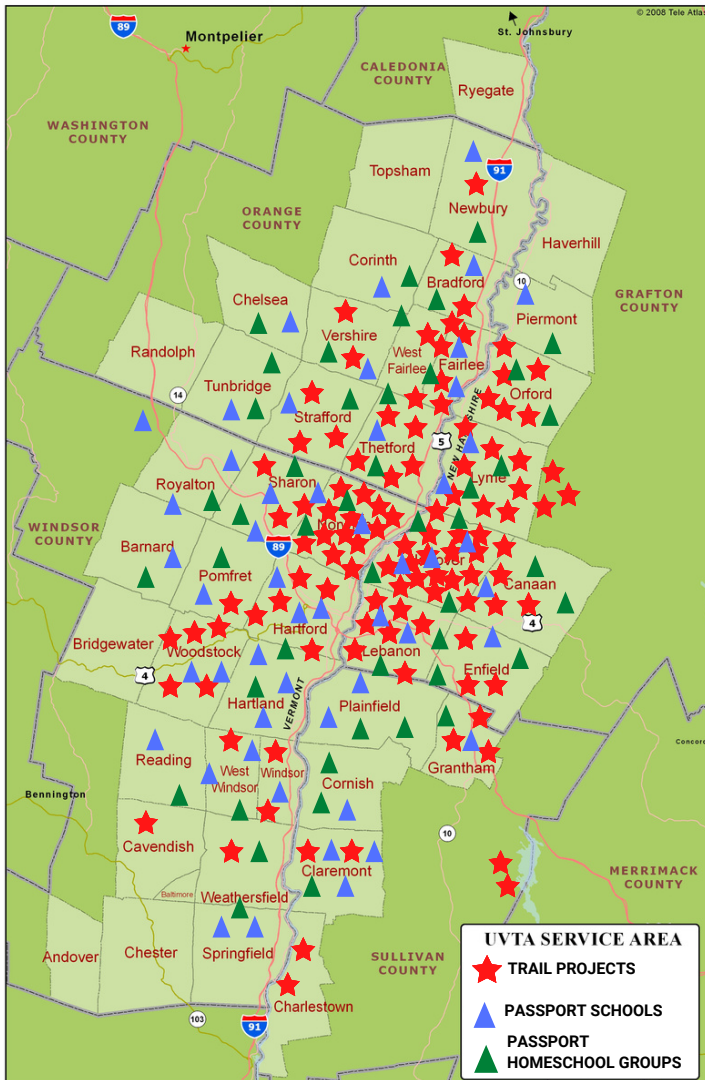 © 2008 Tele Atlas
89
Montpelier
St. Johnsbury
CALEDONIA
COUNTY
Ryegate
WASHINGTON
COUNTY
Topsham
91
Newbury
ORANGE
COUNTY
Haverhill
Corinth
10
Bradford
GRAFTON
COUNTY
Chelsea
Piermont
Vershire
Randolph
West
Fairlee
Fairlee
Tunbridge
14
Orford
Strafford
NEW HAMPSHIRE
5
Thetford
Lyme
Sharon
Royalton
WINDSOR
COUNTY
Barnard
89
Pomfret
Canaan
4
Hartford
Bridgewater
Woodstock
Lebanon
4
Enfield
Hartland
VERMONT
Plainfield
Reading
West
Windsor
Windsor
Grantham
Concord
Cornish
Bennington
10
Cavendish
Claremont
MERRIMACK
COUNTY
Baltimore
Weathersfield
Andover
Chester
Springfield
SULLIVAN
COUNTY
UVTA SERVICE AREA
TRAIL PROJECTS
Charlestown
PASSPORT SCHOOLS
103
91
PASSPORT
HOMESCHOOL GROUPS